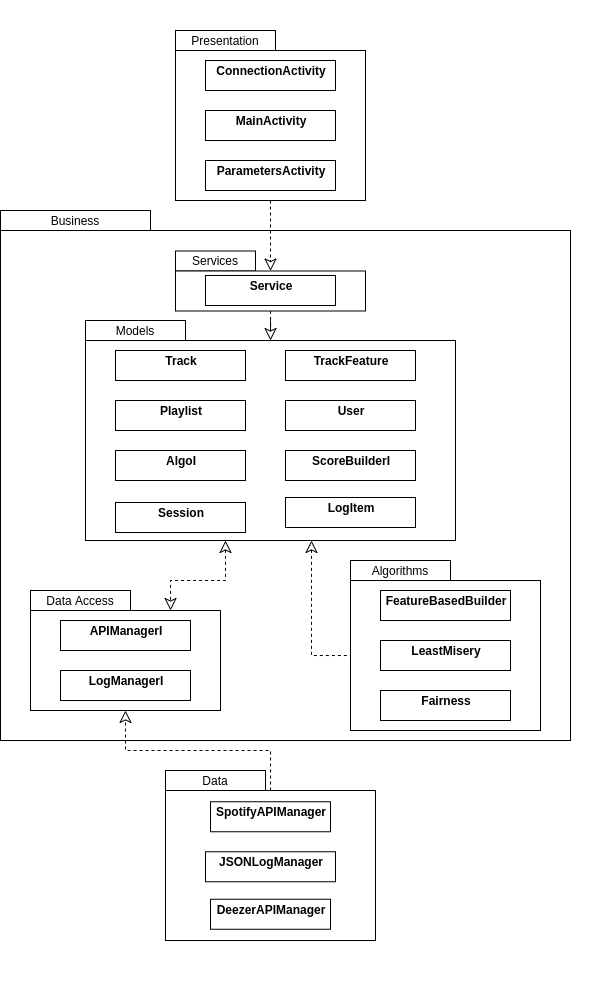 Presentation
ConnectionActivity
MainActivity
ParametersActivity
Business
Services
Service
Models
Track
TrackFeature
Playlist
User
AlgoI
ScoreBuilderI
Session
LogItem
Algorithms
FeatureBasedBuilder
LeastMisery
Fairness
Data Access
APIManagerI
LogManagerI
Data
SpotifyAPIManager
JSONLogManager
DeezerAPIManager